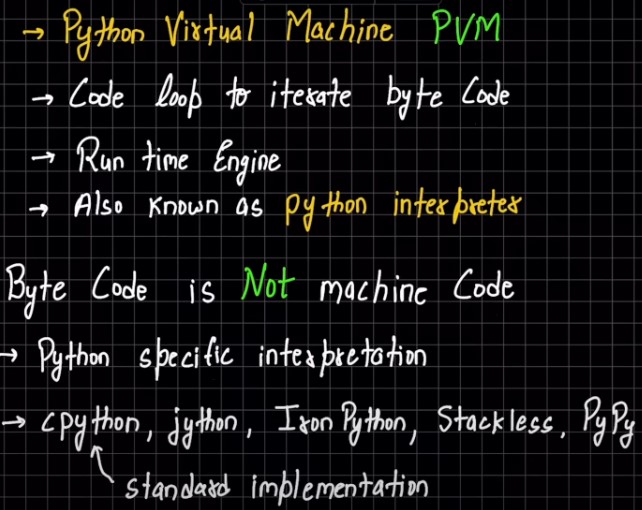 → Python Virtual Machine PVM
→ Code loop to iterate byte Code
→ Run time Engine
→ Also Known as python interpreter
Byte Code is Not machine Code
→ Python specific interpretation
→ cpython, jython, Iron Python, Stackless, PyPy
standard implementation